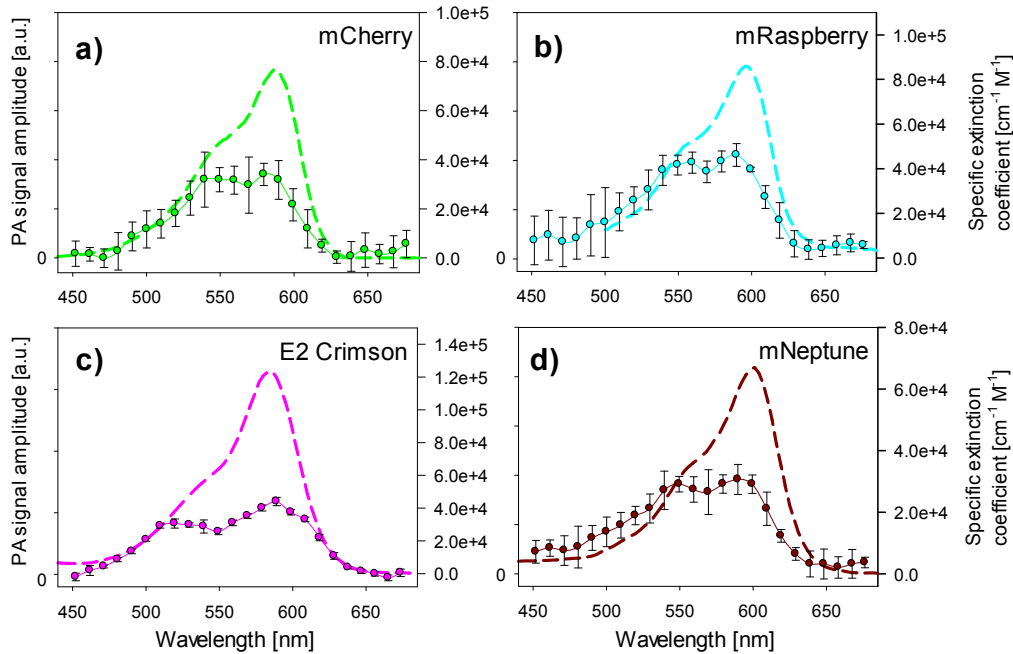 a)
mCherry
PA signal amplitude [a.u.]
0
1.0e+5
8.0e+4
6.0e+4
4.0e+4
2.0e+4
0.0
450 500 550 600 650
b)
mRaspberry
0
1.0e+5
8.0e+4
6.0e+4
4.0e+4
2.0e+4
0.0
Specific extinction
coefficient [cm⁻¹ M⁻¹]
450 500 550 600 650
c)
E2 Crimson
PA signal amplitude [a.u.]
0
1.4e+5
1.2e+5
1.0e+5
8.0e+4
6.0e+4
4.0e+4
2.0e+4
0.0
450 500 550 600 650
Wavelength [nm]
d)
mNeptune
0
8.0e+4
6.0e+4
4.0e+4
2.0e+4
0.0
Specific extinction
coefficient [cm⁻¹ M⁻¹]
450 500 550 600 650
Wavelength [nm]